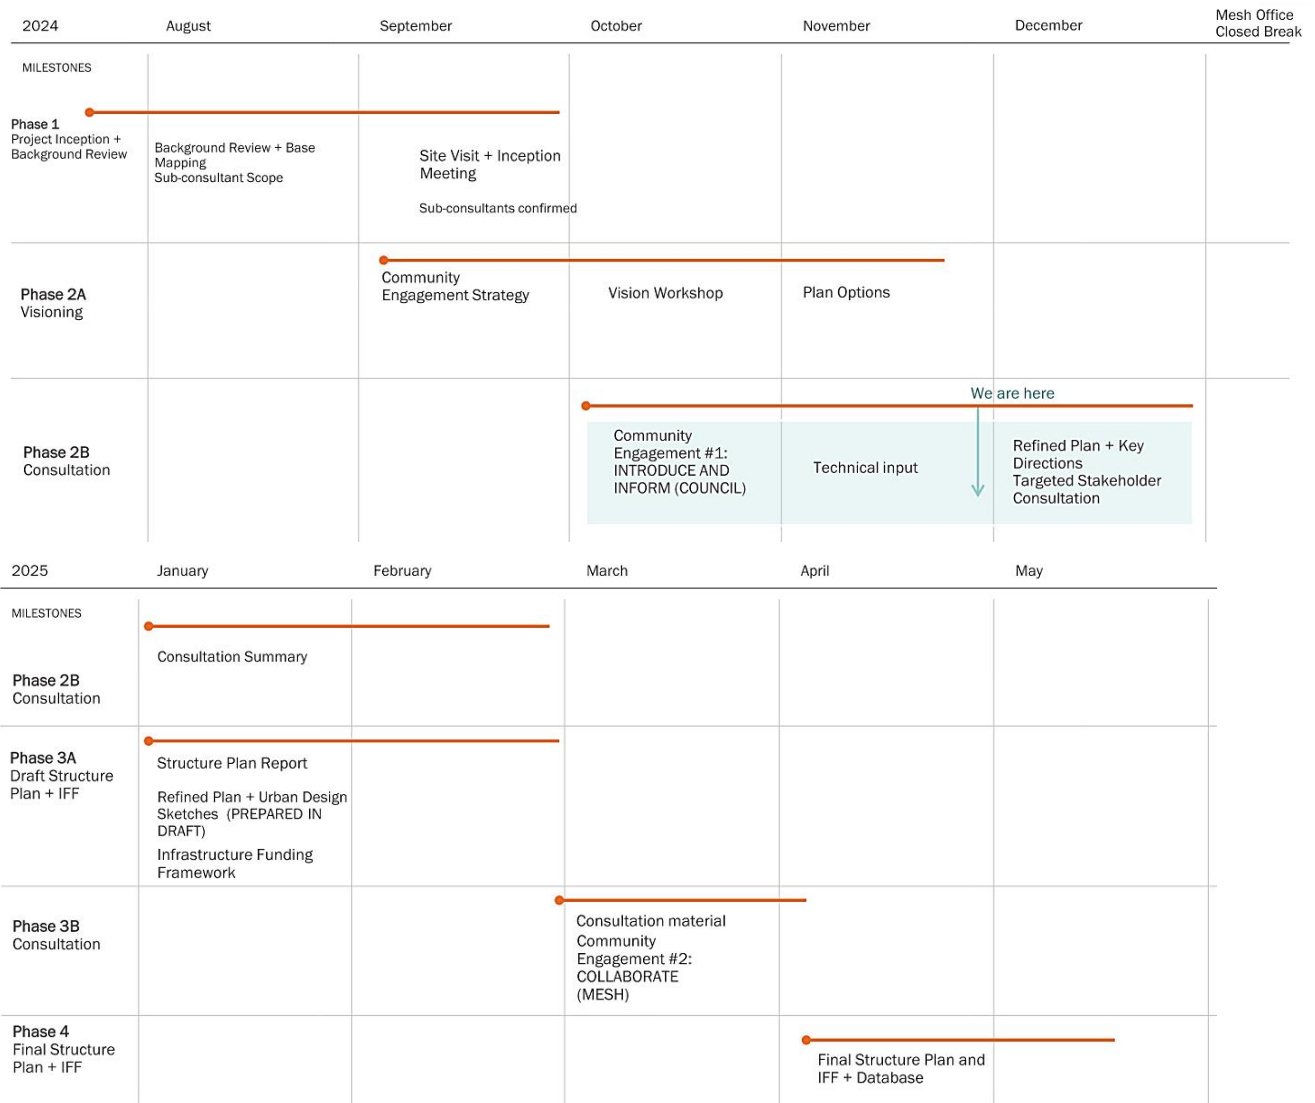 2024
August
September
October
November
December
Mesh Office
Closed Break
MILESTONES
Phase 1
Project Inception +
Background Review
Background Review + Base
Mapping
Sub-consultant Scope
Site Visit + Inception
Meeting
Sub-consultants confirmed
Phase 2A
Visioning
Community
Engagement Strategy
Vision Workshop
Plan Options
We are here
Phase 2B
Consultation
Community
Engagement #1:
INTRODUCE AND
INFORM (COUNCIL)
Technical input
Refined Plan + Key
Directions
Targeted Stakeholder
Consultation
2025
January
February
March
April
May
MILESTONES
Phase 2B
Consultation
Consultation Summary
Phase 3A
Draft Structure
Plan + IFF
Structure Plan Report
Refined Plan + Urban Design
Sketches (PREPARED IN
DRAFT)
Infrastructure Funding
Framework
Phase 3B
Consultation
Consultation material
Community
Engagement #2:
COLLABORATE
(MESH)
Phase 4
Final Structure
Plan + IFF
Final Structure Plan and
IFF + Database